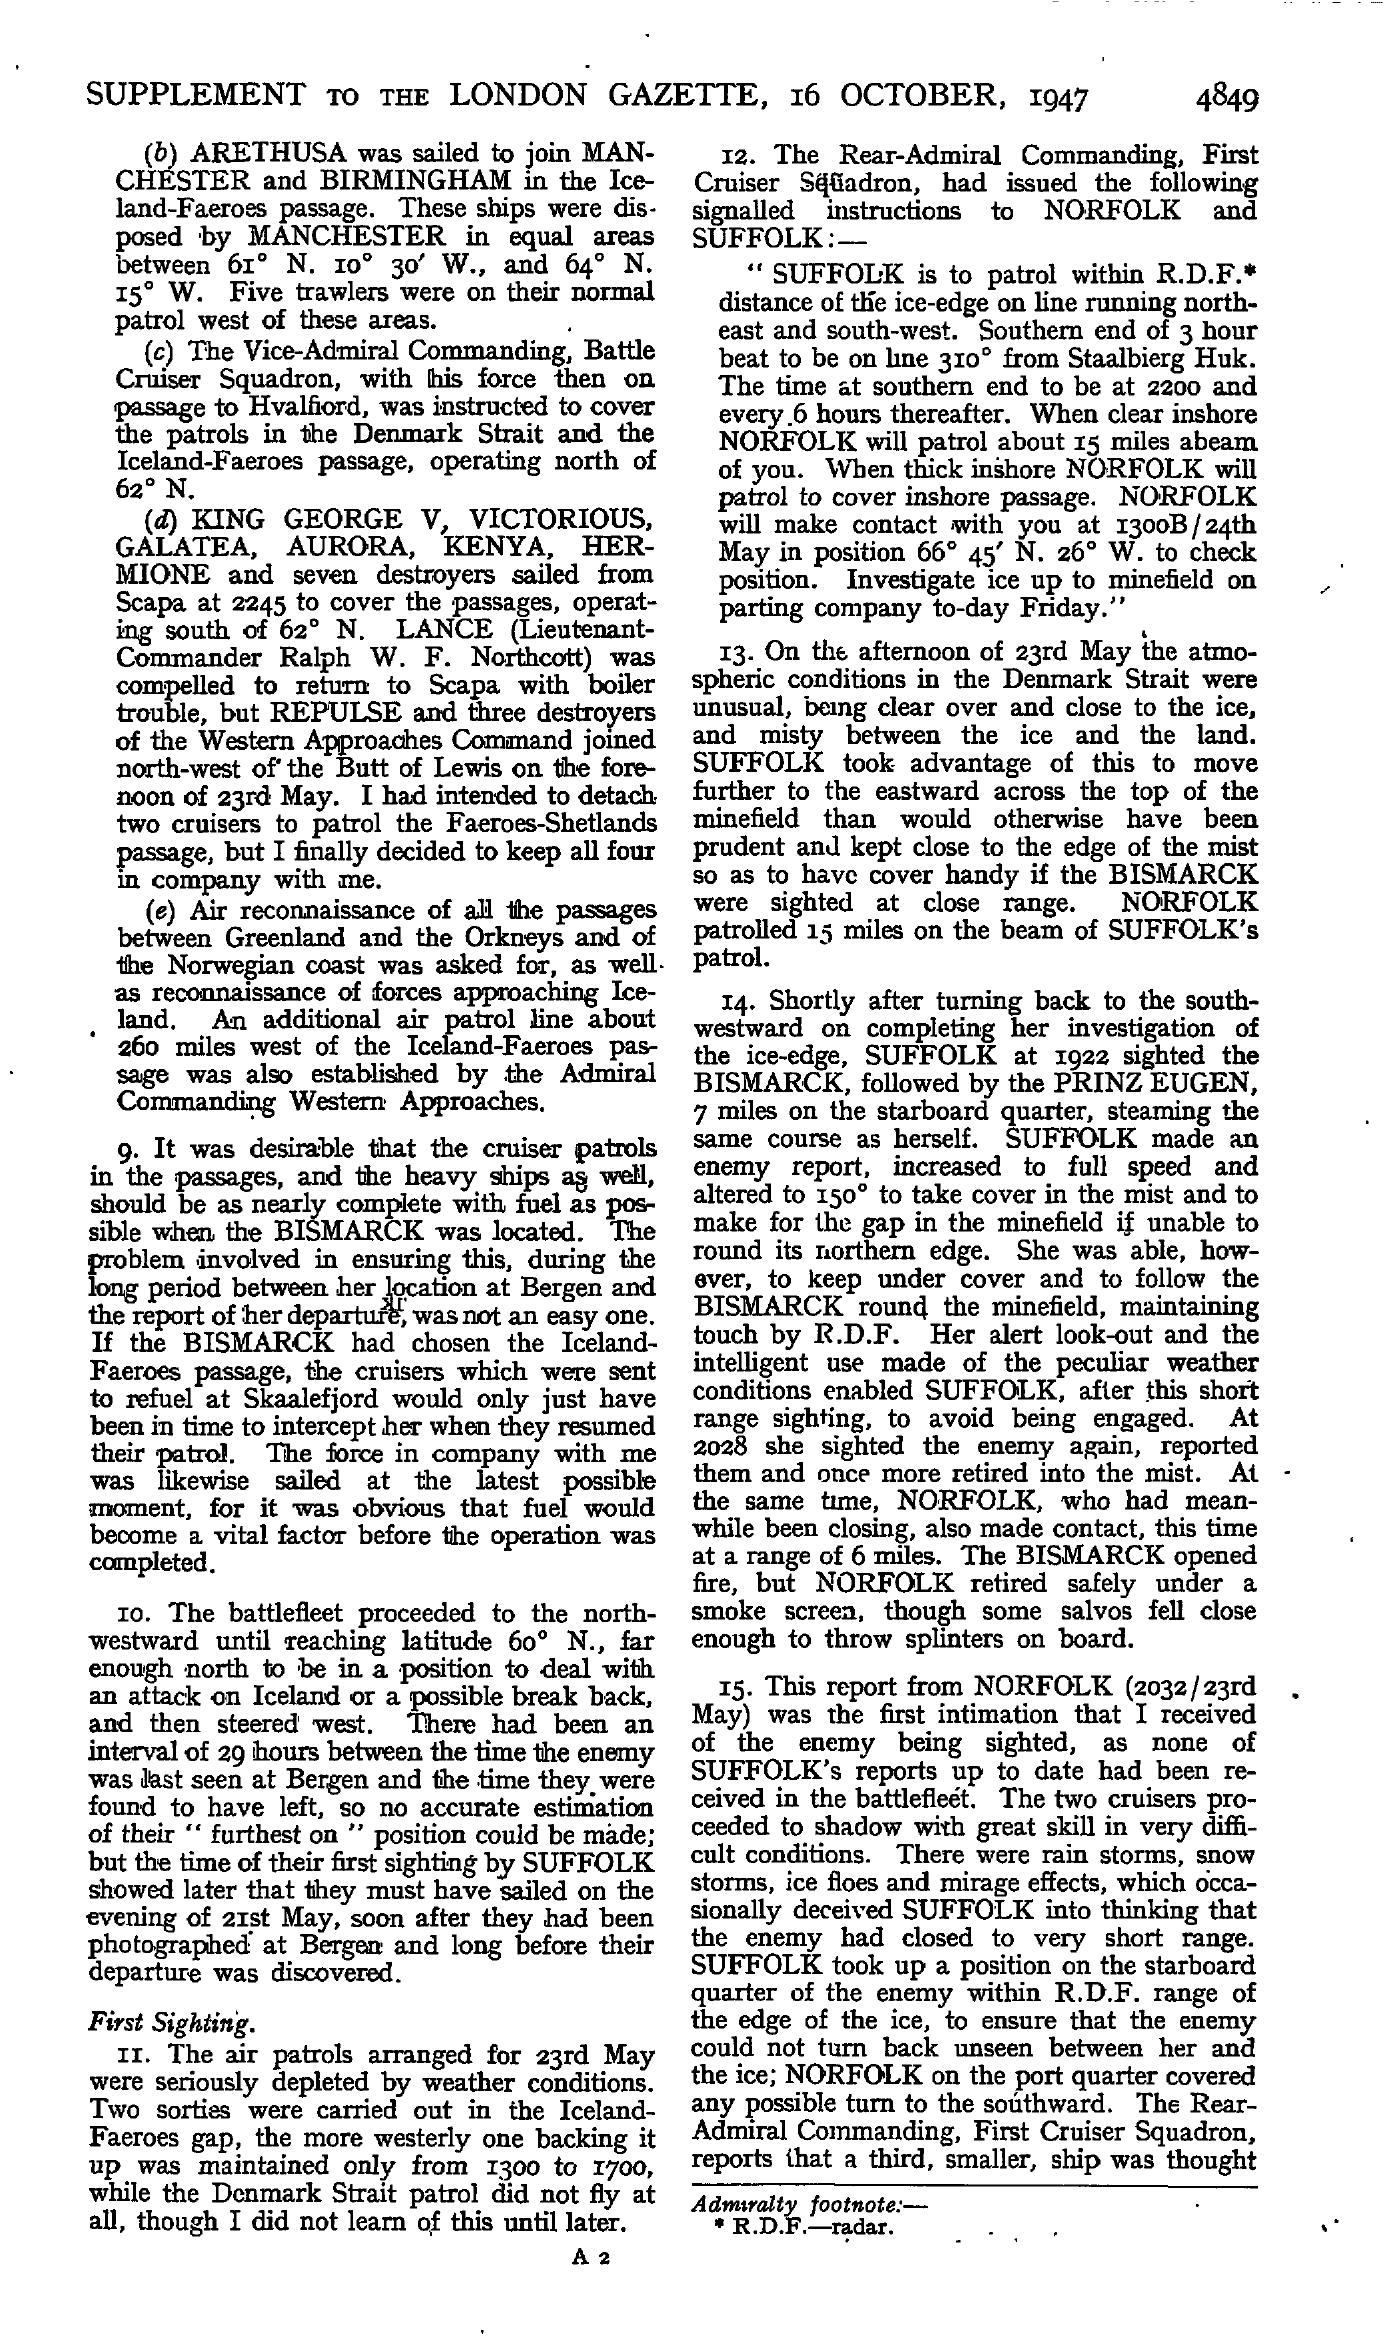 SUPPLEMENT TO THE LONDON GAZETTE, 16 OCTOBER, 1947 4849
(b) ARETHUSA was sailed to join MAN-
CHESTER and BIRMINGHAM in the Ice-
land-Faeroes passage. These ships were dis-
posed by MANCHESTER in equal areas
between 61° N. 10° 30′ W., and 64° N.
15° W. Five trawlers were on their normal
patrol west of these areas.
(c) The Vice-Admiral Commanding, Battle
Cruiser Squadron, with his force then on
passage to Hvalfiord, was instructed to cover
the patrols in the Denmark Strait and the
Iceland-Faeroes passage, operating north of
62° N.
(d) KING GEORGE V, VICTORIOUS,
GALATEA, AURORA, KENYA, HER-
MIONE and seven destroyers sailed from
Scapa at 2245 to cover the passages, operat-
ing south of 62° N. LANCE (Lieutenant-
Commander Ralph W. F. Northcott) was
compelled to return to Scapa with boiler
trouble, but REPULSE and three destroyers
of the Western Approaches Command joined
north-west of the Butt of Lewis on the fore-
noon of 23rd May. I had intended to detach
two cruisers to patrol the Faeroes-Shetlands
passage, but I finally decided to keep all four
in company with me.
(e) Air reconnaissance of all the passages
between Greenland and the Orkneys and of
the Norwegian coast was asked for, as well
as reconnaissance of forces approaching Ice-
land. An additional air patrol line about
260 miles west of the Iceland-Faeroes pas-
sage was also established by the Admiral
Commanding Western Approaches.
9. It was desirable that the cruiser patrols
in the passages, and the heavy ships as well,
should be as nearly complete with fuel as pos-
sible when the BISMARCK was located. The
problem involved in ensuring this, during the
long period between her location at Bergen and
the report of her departure, was not an easy one.
If the BISMARCK had chosen the Iceland-
Faeroes passage, the cruisers which were sent
to refuel at Skaalefjord would only just have
been in time to intercept her when they resumed
their patrol. The force in company with me
was likewise sailed at the latest possible
moment, for it was obvious that fuel would
become a vital factor before the operation was
completed.
10. The battlefleet proceeded to the north-
westward until reaching latitude 60° N., far
enough north to be in a position to deal with
an attack on Iceland or a possible break back,
and then steered west. There had been an
interval of 29 hours between the time the enemy
was last seen at Bergen and the time they were
found to have left, so no accurate estimation
of their " furthest on " position could be made;
but the time of their first sighting by SUFFOLK
showed later that they must have sailed on the
evening of 21st May, soon after they had been
photographed at Bergen and long before their
departure was discovered.
First Sighting.
11. The air patrols arranged for 23rd May
were seriously depleted by weather conditions.
Two sorties were carried out in the Iceland-
Faeroes gap, the more westerly one backing it
up was maintained only from 1300 to 1700,
while the Denmark Strait patrol did not fly at
all, though I did not learn of this until later.
12. The Rear-Admiral Commanding, First
Cruiser Squadron, had issued the following
signalled instructions to NORFOLK and
SUFFOLK:—
" SUFFOLK is to patrol within R.D.F.*
distance of the ice-edge on line running north-
east and south-west. Southern end of 3 hour
beat to be on line 310° from Staalbierg Huk.
The time at southern end to be at 2200 and
every 6 hours thereafter. When clear inshore
NORFOLK will patrol about 15 miles abeam
of you. When thick inshore NORFOLK will
patrol to cover inshore passage. NORFOLK
will make contact with you at 1300B/24th
May in position 66° 45′ N. 26° W. to check
position. Investigate ice up to minefield on
parting company to-day Friday."
13. On the afternoon of 23rd May the atmo-
spheric conditions in the Denmark Strait were
unusual, being clear over and close to the ice,
and misty between the ice and the land.
SUFFOLK took advantage of this to move
further to the eastward across the top of the
minefield than would otherwise have been
prudent and kept close to the edge of the mist
so as to have cover handy if the BISMARCK
were sighted at close range. NORFOLK
patrolled 15 miles on the beam of SUFFOLK's
patrol.
14. Shortly after turning back to the south-
westward on completing her investigation of
the ice-edge, SUFFOLK at 1922 sighted the
BISMARCK, followed by the PRINZ EUGEN,
7 miles on the starboard quarter, steaming the
same course as herself. SUFFOLK made an
enemy report, increased to full speed and
altered to 150° to take cover in the mist and to
make for the gap in the minefield if unable to
round its northern edge. She was able, how-
ever, to keep under cover and to follow the
BISMARCK round the minefield, maintaining
touch by R.D.F. Her alert look-out and the
intelligent use made of the peculiar weather
conditions enabled SUFFOLK, after this short
range sighting, to avoid being engaged. At
2028 she sighted the enemy again, reported
them and once more retired into the mist. At
the same time, NORFOLK, who had mean-
while been closing, also made contact, this time
at a range of 6 miles. The BISMARCK opened
fire, but NORFOLK retired safely under a
smoke screen, though some salvos fell close
enough to throw splinters on board.
15. This report from NORFOLK (2032/23rd
May) was the first intimation that I received
of the enemy being sighted, as none of
SUFFOLK's reports up to date had been re-
ceived in the battlefleet. The two cruisers pro-
ceeded to shadow with great skill in very diffi-
cult conditions. There were rain storms, snow
storms, ice floes and mirage effects, which occa-
sionally deceived SUFFOLK into thinking that
the enemy had closed to very short range.
SUFFOLK took up a position on the starboard
quarter of the enemy within R.D.F. range of
the edge of the ice, to ensure that the enemy
could not turn back unseen between her and
the ice; NORFOLK on the port quarter covered
any possible turn to the southward. The Rear-
Admiral Commanding, First Cruiser Squadron,
reports that a third, smaller, ship was thought
Admiralty footnote:—
* R.D.F.—radar.
A 2